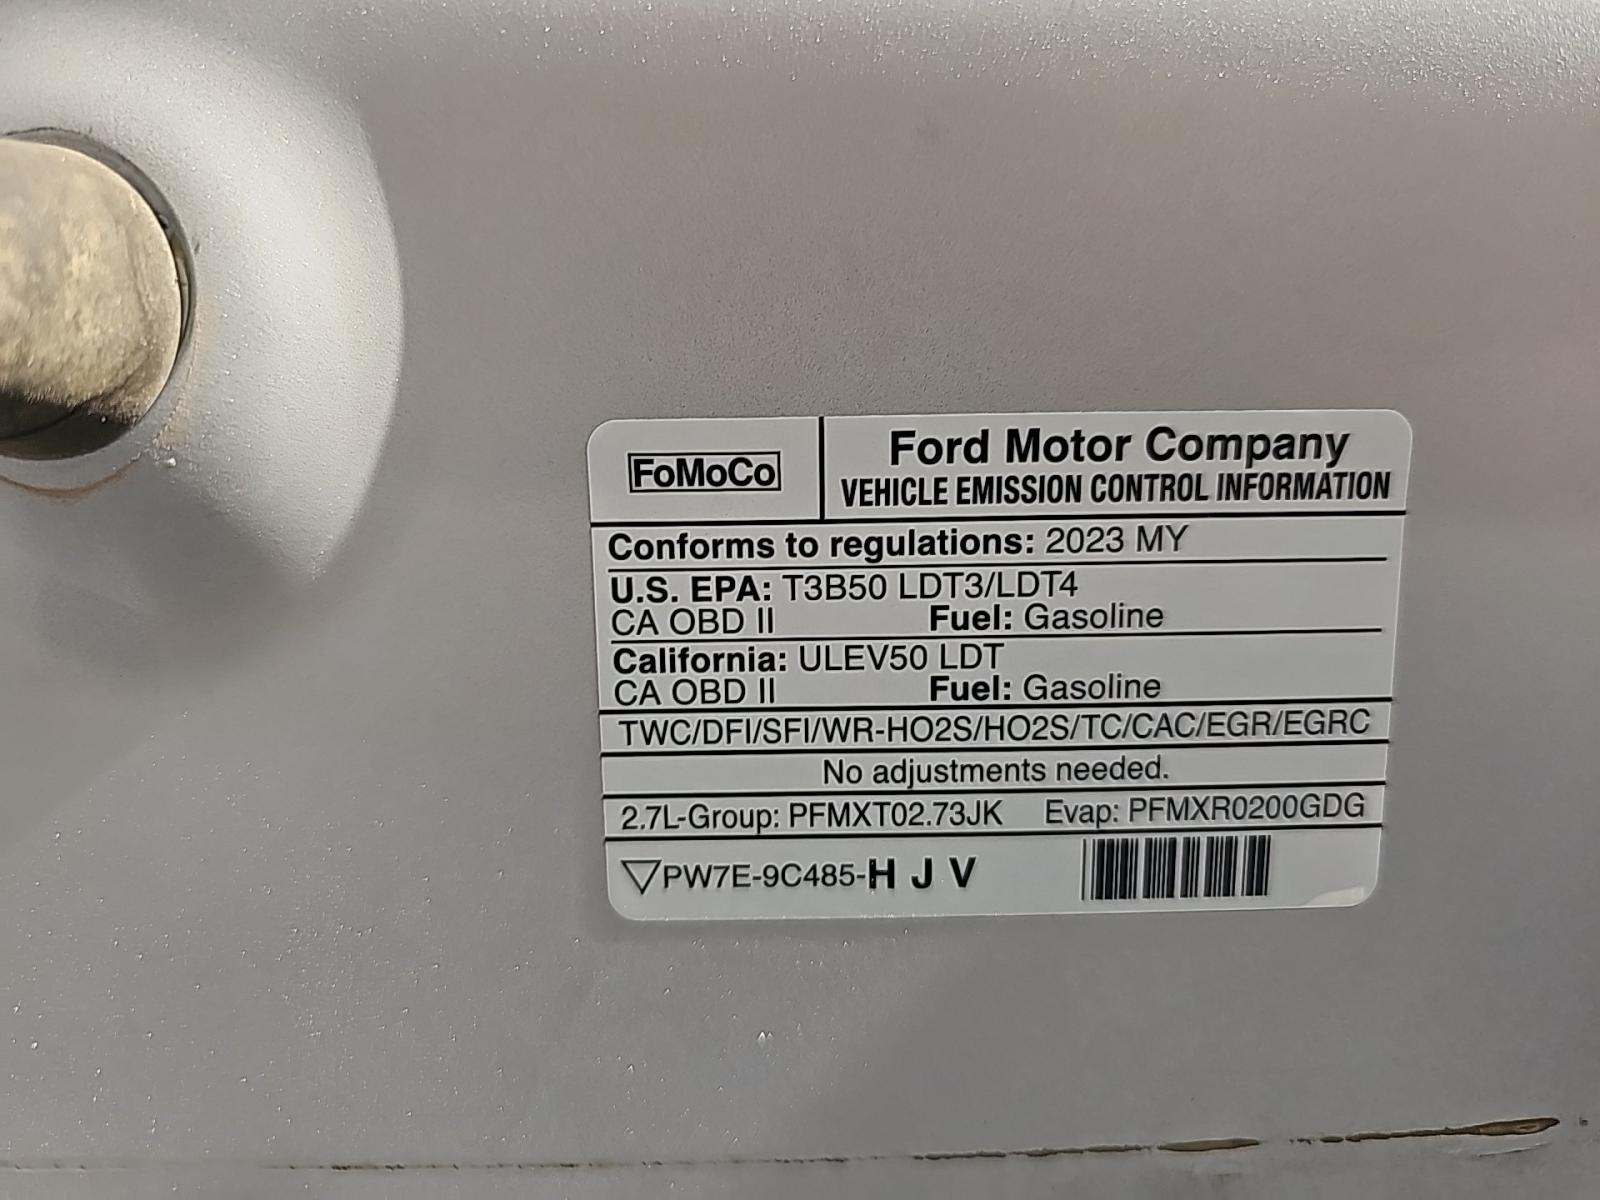 FoMoCo
Ford Motor Company
VEHICLE EMISSION CONTROL INFORMATION
Conforms to regulations: 2023 MY
U.S. EPA: T3B50 LDT3/LDT4
CA OBD II Fuel: Gasoline
California: ULEV50 LDT
CA OBD II Fuel: Gasoline
TWC/DFI/SFI/WR-HO2S/HO2S/TC/CAC/EGR/EGRC
No adjustments needed.
2.7L-Group: PFMXT02.73JK Evap: PFMXR0200GDG
PW7E-9C485-H J V